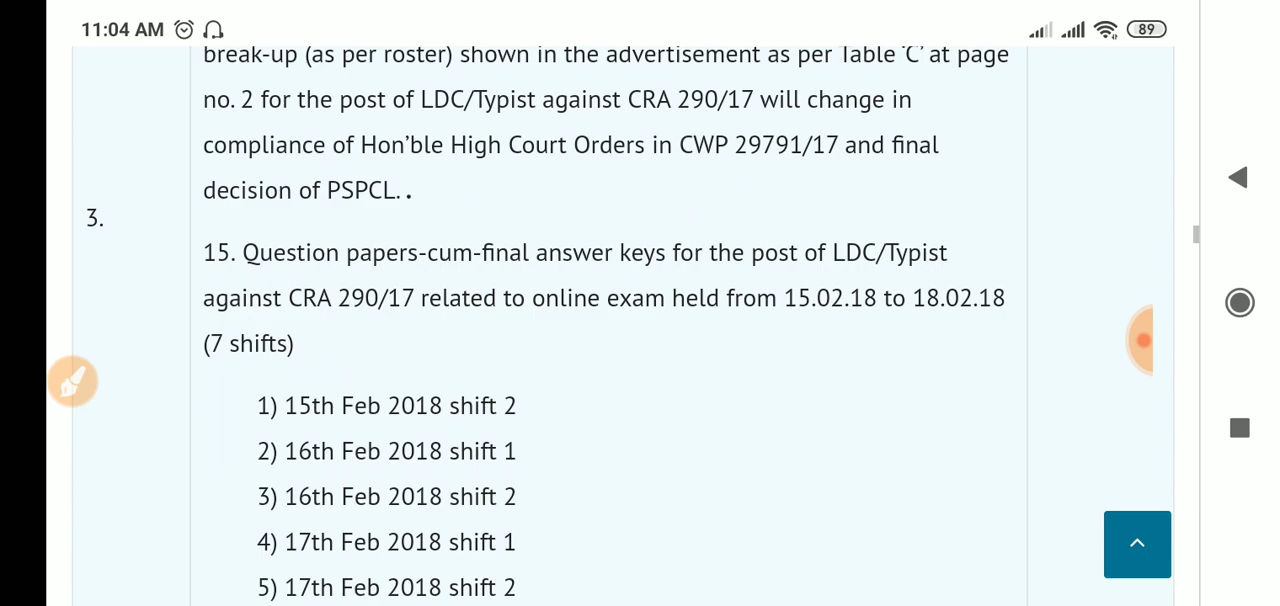 11:04 AM
89
break-up (as per roster) shown in the advertisement as per Table 'C' at page
no. 2 for the post of LDC/Typist against CRA 290/17 will change in
compliance of Hon’ble High Court Orders in CWP 29791/17 and final
decision of PSPCL. .
3.
15. Question papers-cum-final answer keys for the post of LDC/Typist
against CRA 290/17 related to online exam held from 15.02.18 to 18.02.18
(7 shifts)
1) 15th Feb 2018 shift 2
2) 16th Feb 2018 shift 1
3) 16th Feb 2018 shift 2
4) 17th Feb 2018 shift 1
5) 17th Feb 2018 shift 2